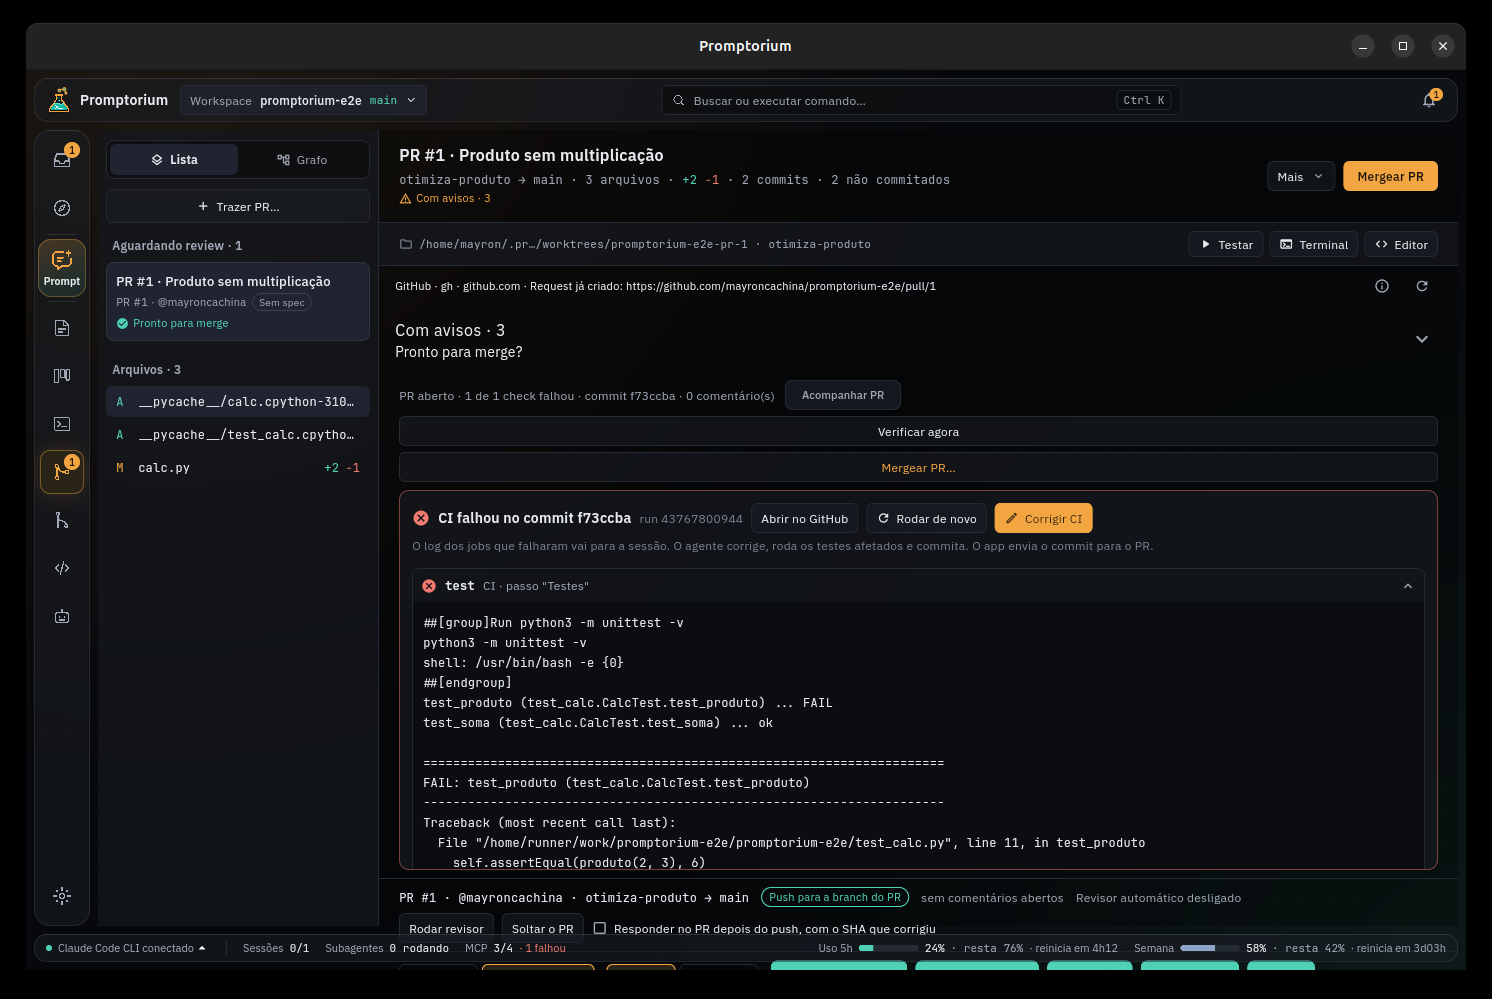 Promptorium
Promptorium
Workspace promptorium-e2e main
Buscar ou executar comando...
Ctrl K
1
1
Prompt
1
Lista
Grafo
+ Trazer PR...
Aguardando review · 1
PR #1 · Produto sem multiplicação
PR #1 · @mayroncachina Sem spec
Pronto para merge
Arquivos · 3
A __pycache__/calc.cpython-310…
A __pycache__/test_calc.cpytho…
M calc.py +2 -1
PR #1 · Produto sem multiplicação
otimiza-produto → main · 3 arquivos · +2 -1 · 2 commits · 2 não commitados
Com avisos · 3
Mais
Mergear PR
/home/mayron/.pr…/worktrees/promptorium-e2e-pr-1 · otimiza-produto
Testar
Terminal
Editor
GitHub · gh · github.com · Request já criado: https://github.com/mayroncachina/promptorium-e2e/pull/1
Com avisos · 3
Pronto para merge?
PR aberto · 1 de 1 check falhou · commit f73ccba · 0 comentário(s) Acompanhar PR
Verificar agora
Mergear PR...
CI falhou no commit f73ccba run 43767800944 Abrir no GitHub Rodar de novo Corrigir CI
O log dos jobs que falharam vai para a sessão. O agente corrige, roda os testes afetados e commita. O app envia o commit para o PR.
test CI · passo "Testes"
##[group]Run python3 -m unittest -v
python3 -m unittest -v
shell: /usr/bin/bash -e {0}
##[endgroup]
test_produto (test_calc.CalcTest.test_produto) ... FAIL
test_soma (test_calc.CalcTest.test_soma) ... ok
======================================================================
FAIL: test_produto (test_calc.CalcTest.test_produto)
----------------------------------------------------------------------
Traceback (most recent call last):
File "/home/runner/work/promptorium-e2e/promptorium-e2e/test_calc.py", line 11, in test_produto
self.assertEqual(produto(2, 3), 6)
PR #1 · @mayroncachina · otimiza-produto → main Push para a branch do PR sem comentários abertos Revisor automático desligado
Rodar revisor
Soltar o PR
Responder no PR depois do push, com o SHA que corrigiu
Claude Code CLI conectado
Sessões 0/1
Subagentes 0 rodando
MCP 3/4 · 1 falhou
Uso 5h 24% · resta 76% · reinicia em 4h12
Semana 58% · resta 42% · reinicia em 3d03h